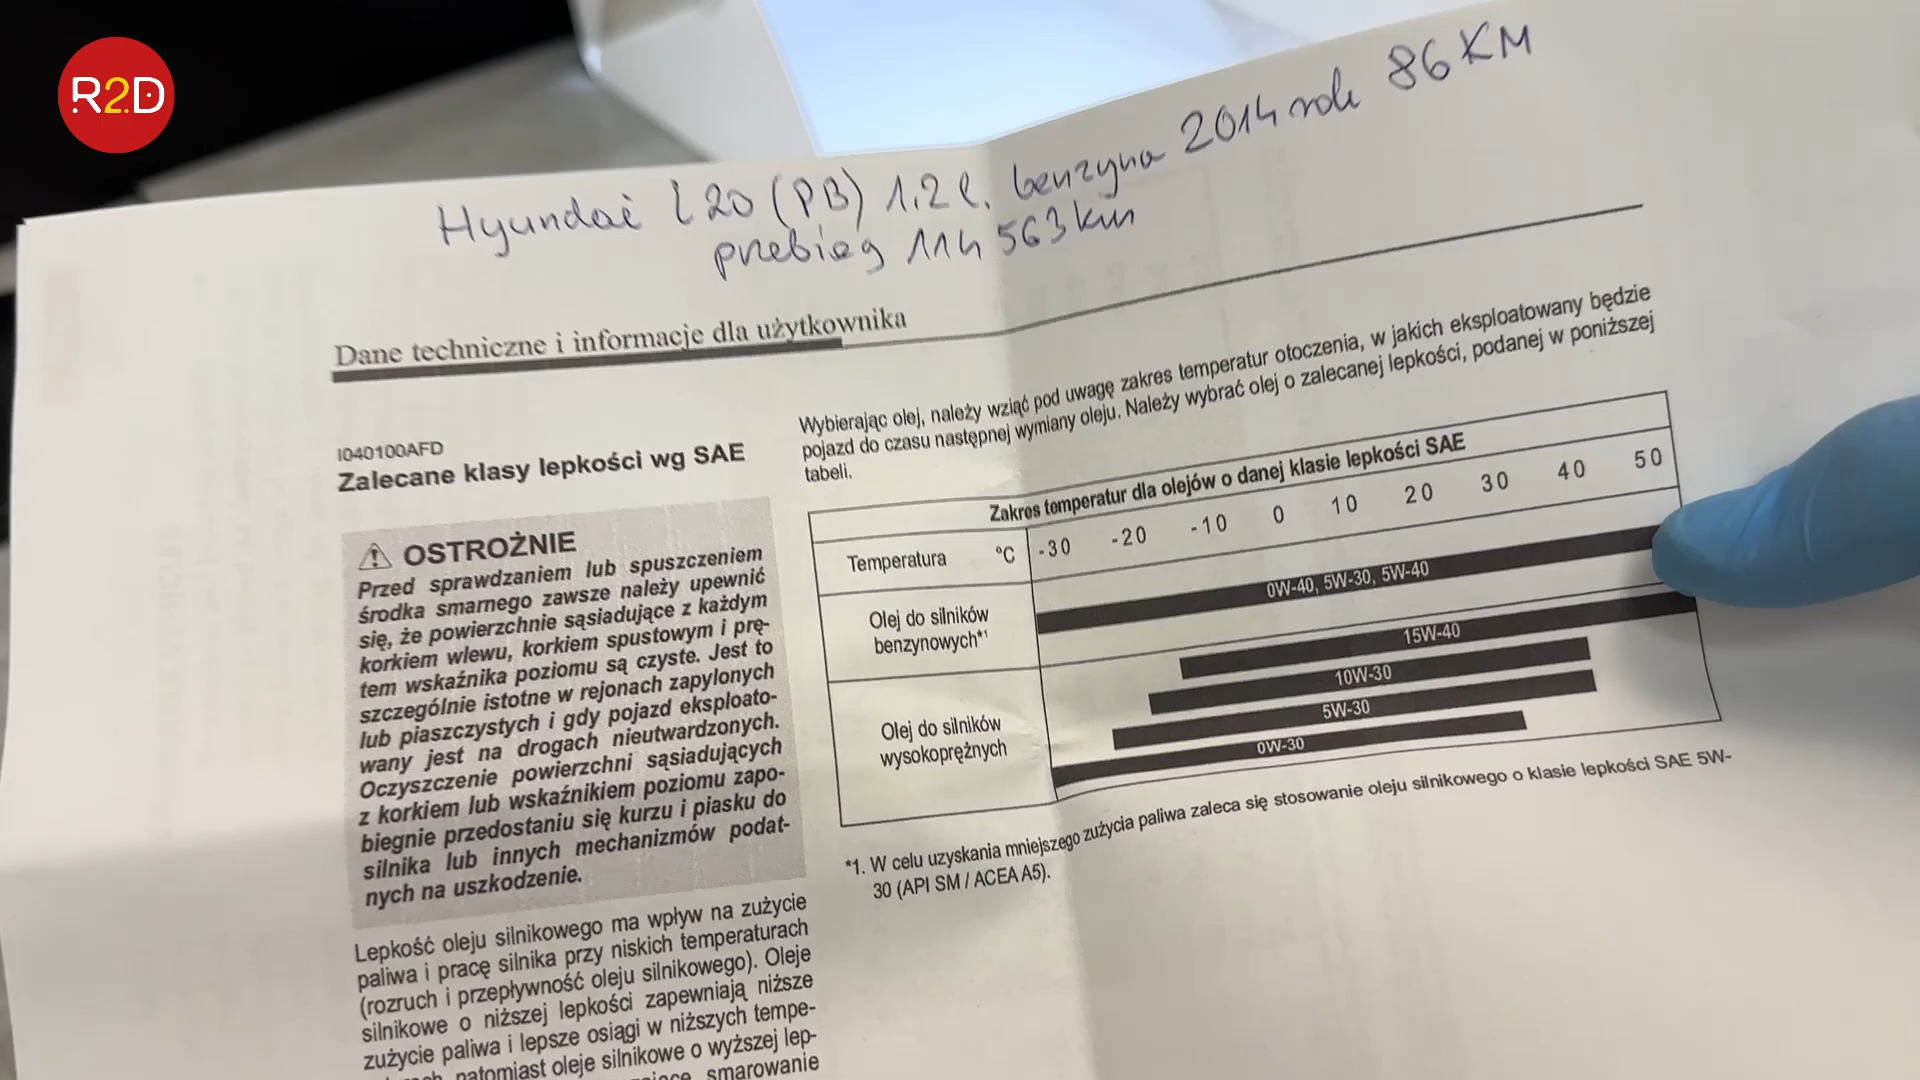 R2D
Hyundai i20 (PB) 1.2l. benzyna 2014 rok 86 KM
przebieg 114 563 km
Dane techniczne i informacje dla użytkownika
I040100AFD
Zalecane klasy lepkości wg SAE
OSTROŻNIE
Przed sprawdzaniem lub spuszczeniem
środka smarnego zawsze należy upewnić
się, że powierzchnie sąsiadujące z każdym
korkiem wlewu, korkiem spustowym i prę-
tem wskaźnika poziomu są czyste. Jest to
szczególnie istotne w rejonach zapylonych
lub piaszczystych i gdy pojazd eksploato-
wany jest na drogach nieutwardzonych.
Oczyszczenie powierzchni sąsiadujących
z korkiem lub wskaźnikiem poziomu zapo-
biegnie przedostaniu się kurzu i piasku do
silnika lub innych mechanizmów podat-
nych na uszkodzenie.
Lepkość oleju silnikowego ma wpływ na zużycie
paliwa i pracę silnika przy niskich temperaturach
(rozruch i przepływność oleju silnikowego). Oleje
silnikowe o niższej lepkości zapewniają niższe
zużycie paliwa i lepsze osiągi w niższych tempe-
natomiast oleje silnikowe o wyższej lep-
smarowanie
Wybierając olej, należy wziąć pod uwagę zakres temperatur otoczenia, w jakich eksploatowany będzie
pojazd do czasu następnej wymiany oleju. Należy wybrać olej o zalecanej lepkości, podanej w poniższej
tabeli.
Zakres temperatur dla olejów o danej klasie lepkości SAE
Temperatura °C -30 -20 -10 0 10 20 30 40 50
Olej do silników
benzynowych*1
0W-40, 5W-30, 5W-40
Olej do silników
wysokoprężnych
15W-40
10W-30
5W-30
0W-30
*1. W celu uzyskania mniejszego zużycia paliwa zaleca się stosowanie oleju silnikowego o klasie lepkości SAE 5W-
30 (API SM / ACEA A5).